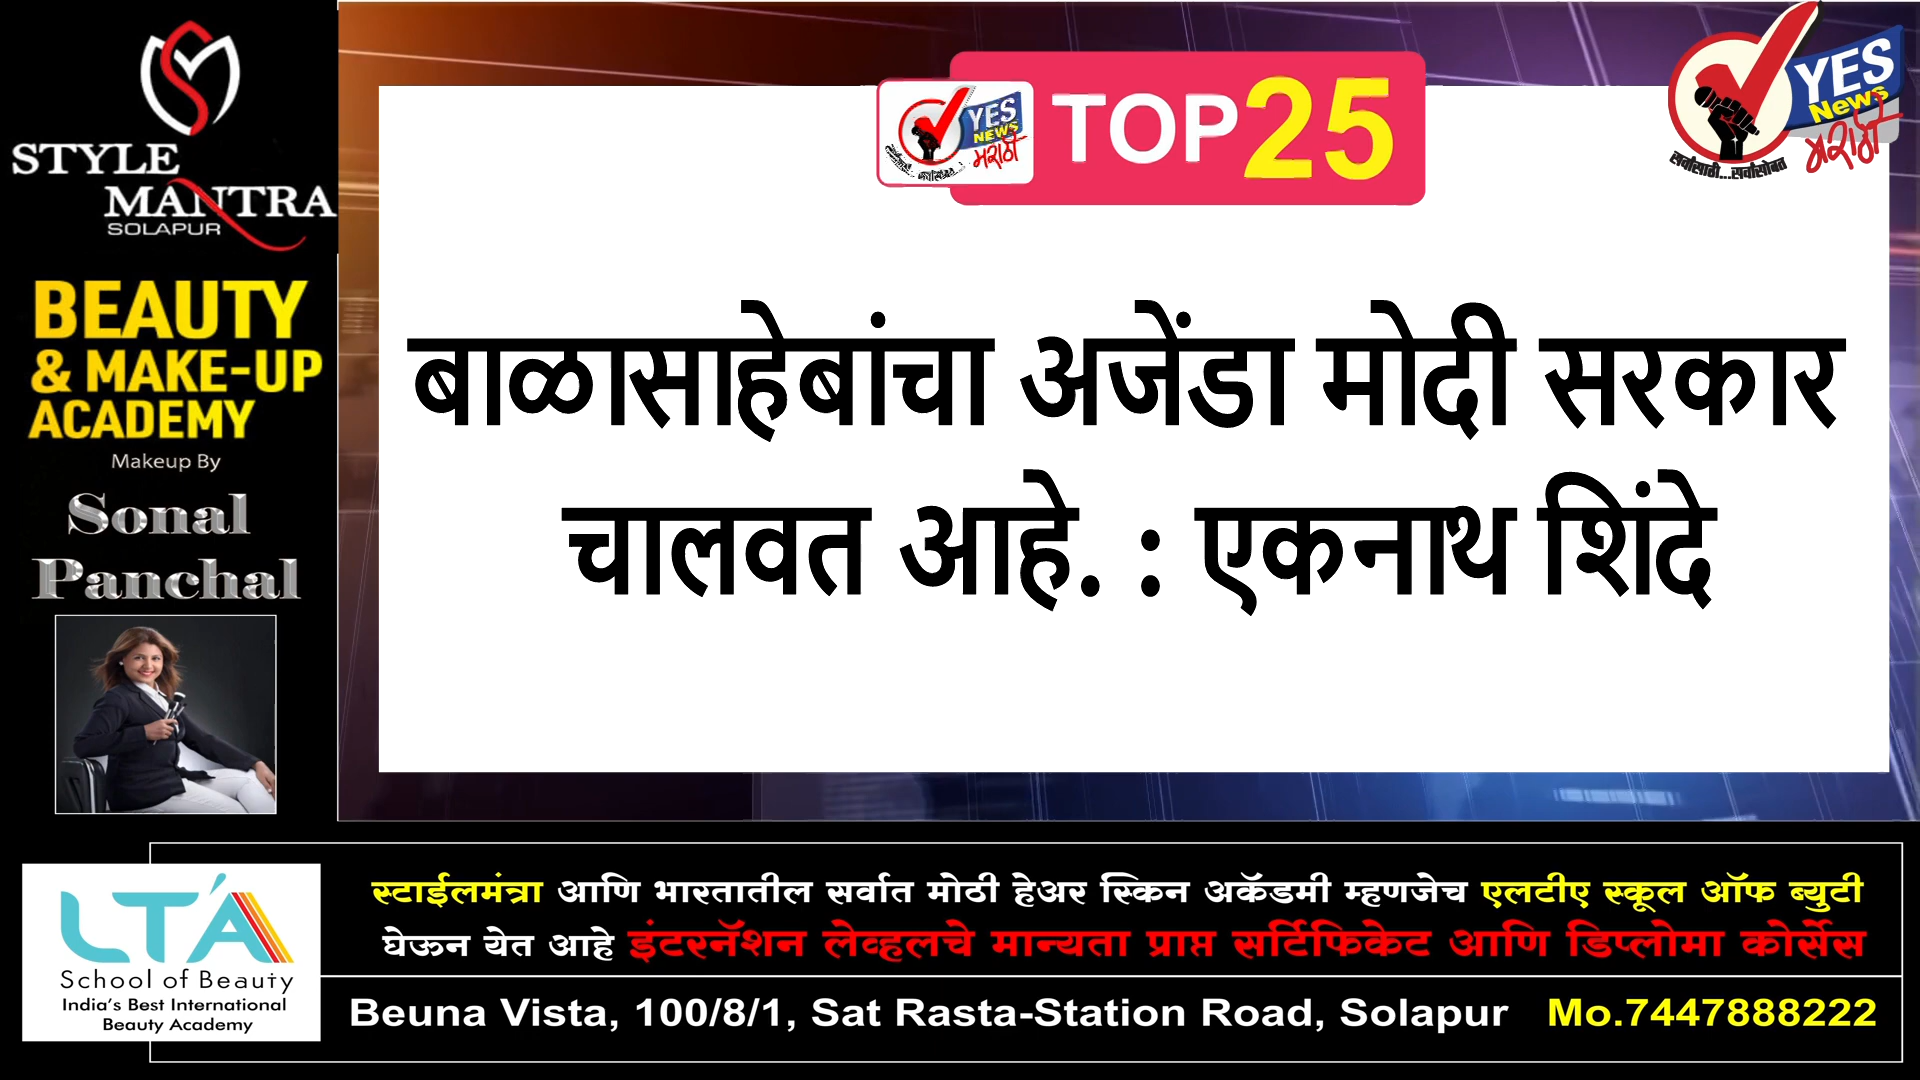 STYLE
MANTRA
SOLAPUR
BEAUTY
& MAKE-UP
ACADEMY
Makeup By
Sonal
Panchal
YES
NEWS
मराठी
TOP25
YES
News
मराठी
सर्वांसाठी...सर्वांसोबत
बाळासाहेबांचा अजेंडा मोदी सरकार
चालवत आहे. : एकनाथ शिंदे
LTA
School of Beauty
India's Best International
Beauty Academy
स्टाईलमंत्रा आणि भारतातील सर्वात मोठी हेअर स्किन अकॅडमी म्हणजेच एलटीए स्कूल ऑफ ब्युटी
घेऊन येत आहे इंटरनॅशन लेव्हलचे मान्यता प्राप्त सर्टिफिकेट आणि डिप्लोमा कोर्सेस
Beuna Vista, 100/8/1, Sat Rasta-Station Road, Solapur Mo.7447888222